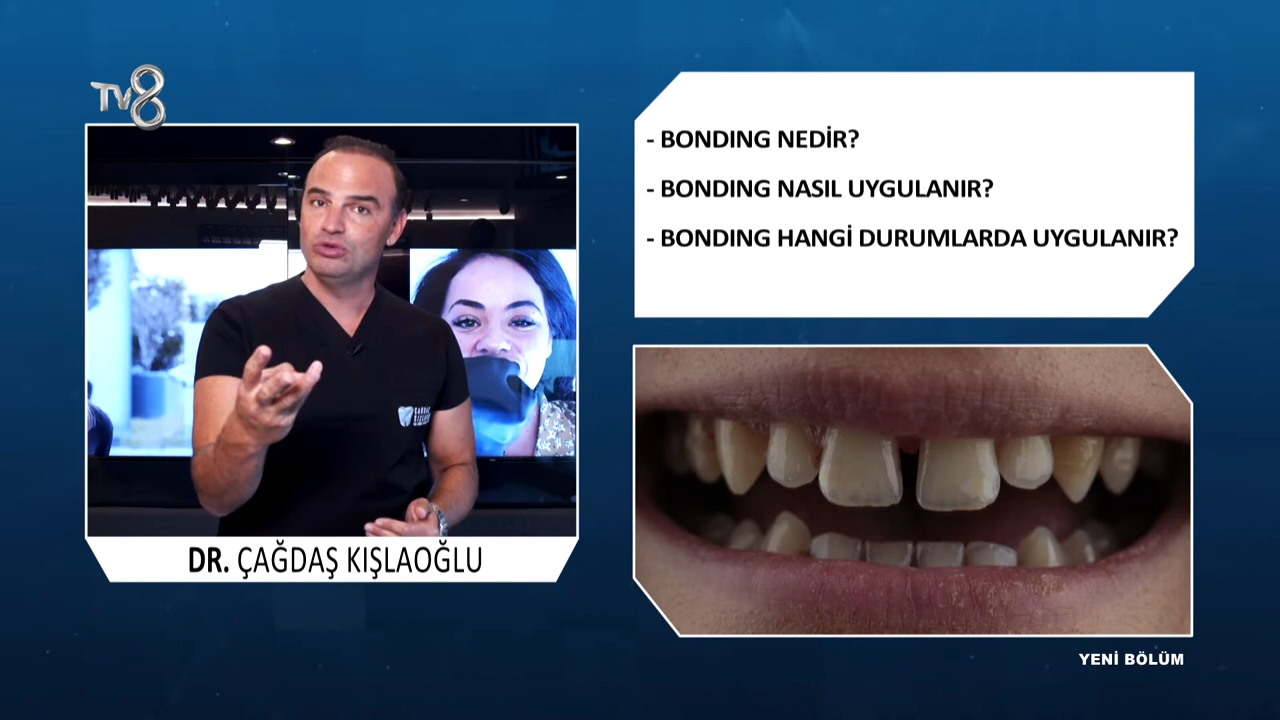 TV8
- BONDING NEDİR?
- BONDING NASIL UYGULANIR?
- BONDING HANGİ DURUMLARDA UYGULANIR?
DR. ÇAĞDAŞ KIŞLAOĞLU
YENİ BÖLÜM